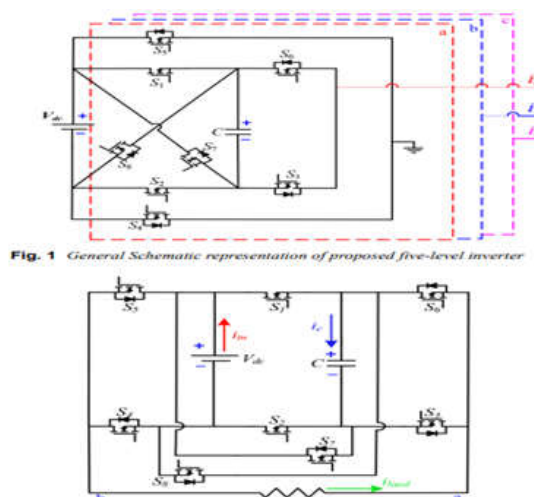 a
b
c
S5
S1
S6
Vdc
C
S8
S7
S2
S3
S4
i
i
i
Fig. 1 General Schematic representation of proposed five-level inverter
S5
S1
S6
iin
ic
Vdc
C
S4
S2
S3
S7
S8
iload